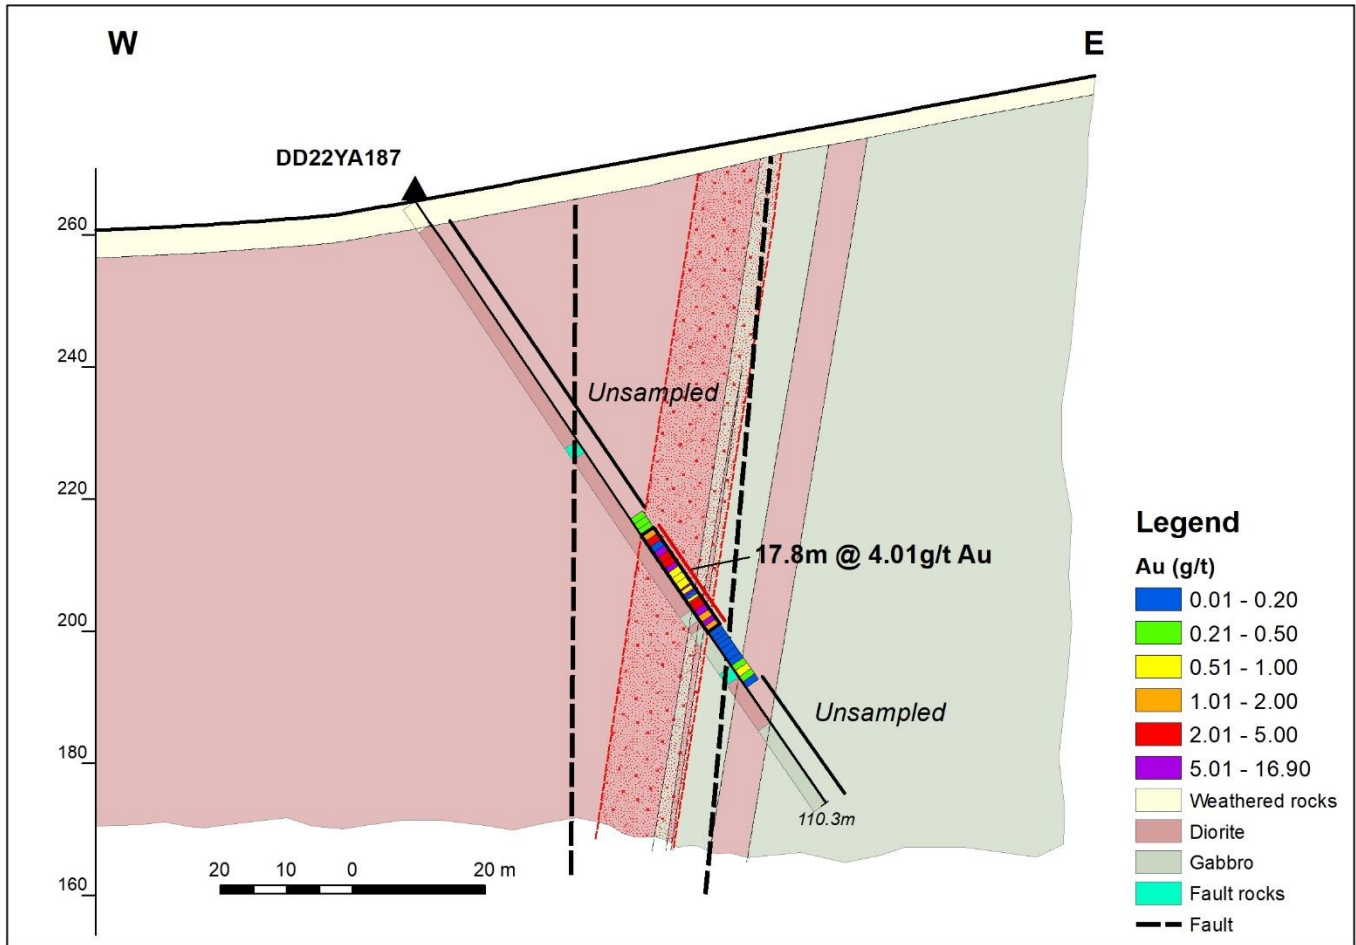 W
E
DD22YA187
260
240
220
200
180
160
Unsampled
17.8m @ 4.01g/t Au
Unsampled
110.3m
20 10 0 20 m
Legend
Au (g/t)
0.01 - 0.20
0.21 - 0.50
0.51 - 1.00
1.01 - 2.00
2.01 - 5.00
5.01 - 16.90
Weathered rocks
Diorite
Gabbro
Fault rocks
Fault